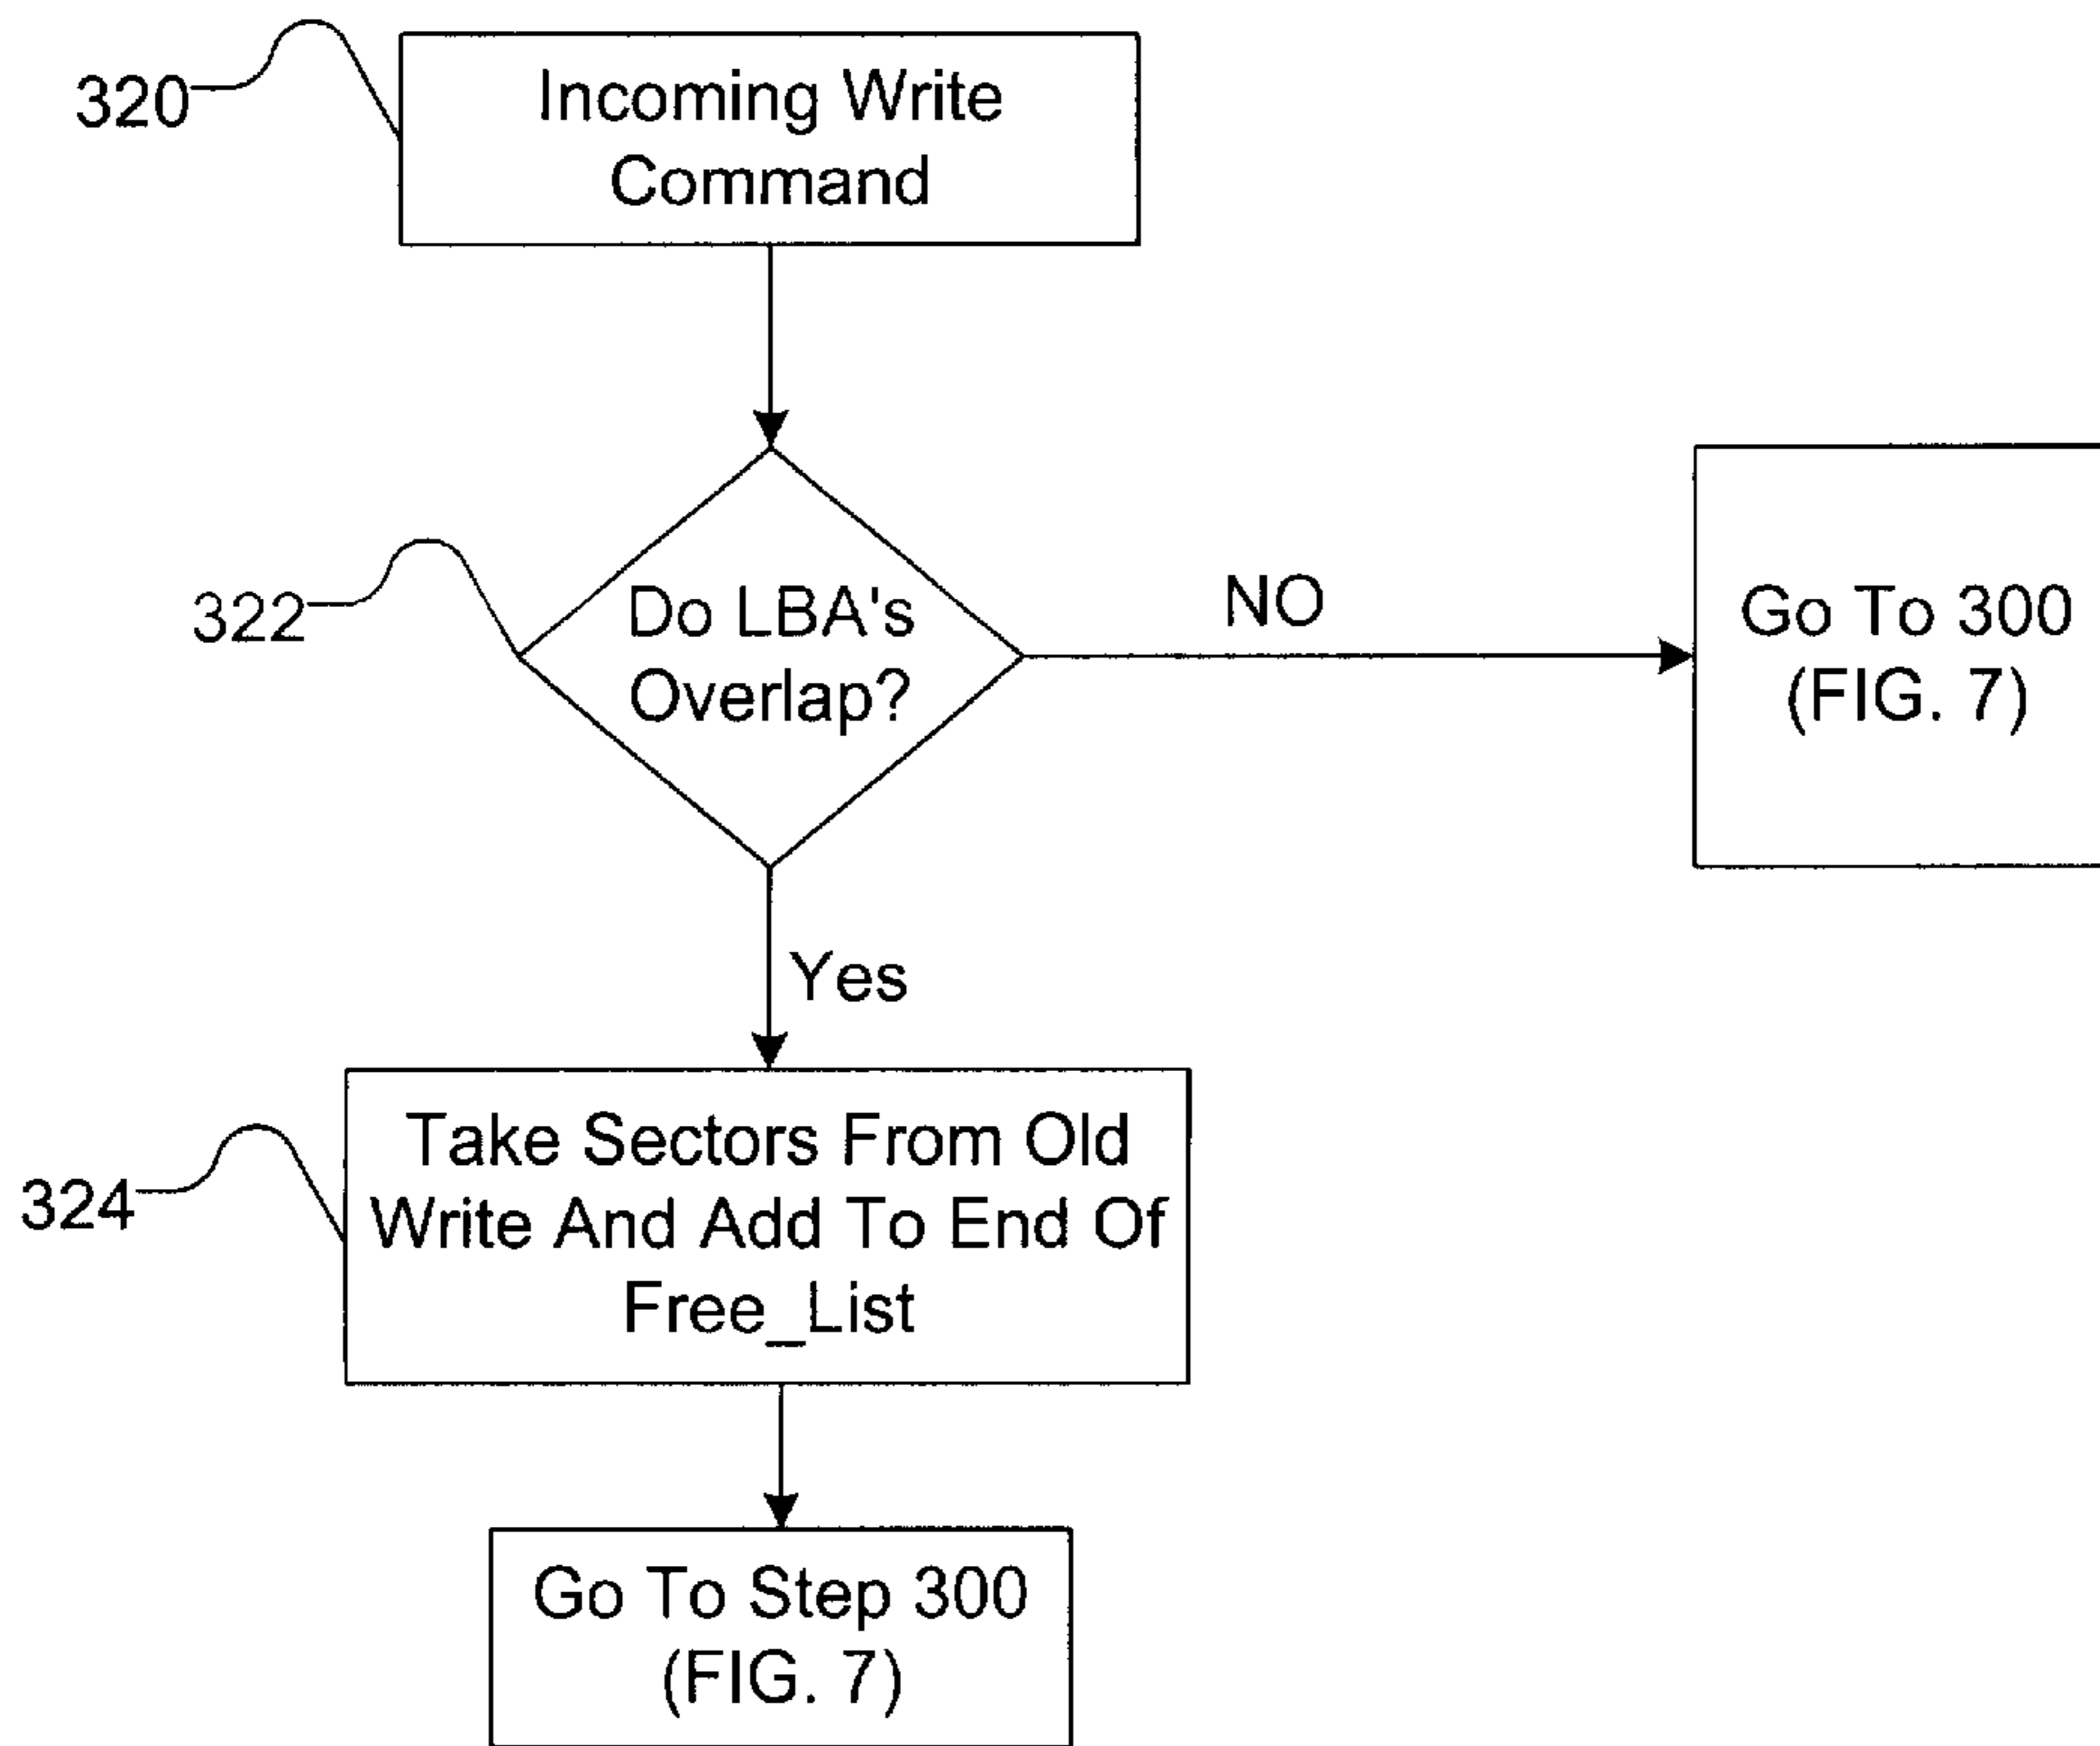 320
Incoming Write
Command
322
Do LBA's
Overlap?
NO
Go To 300
(FIG. 7)
Yes
324
Take Sectors From Old
Write And Add To End Of
Free_List
Go To Step 300
(FIG. 7)